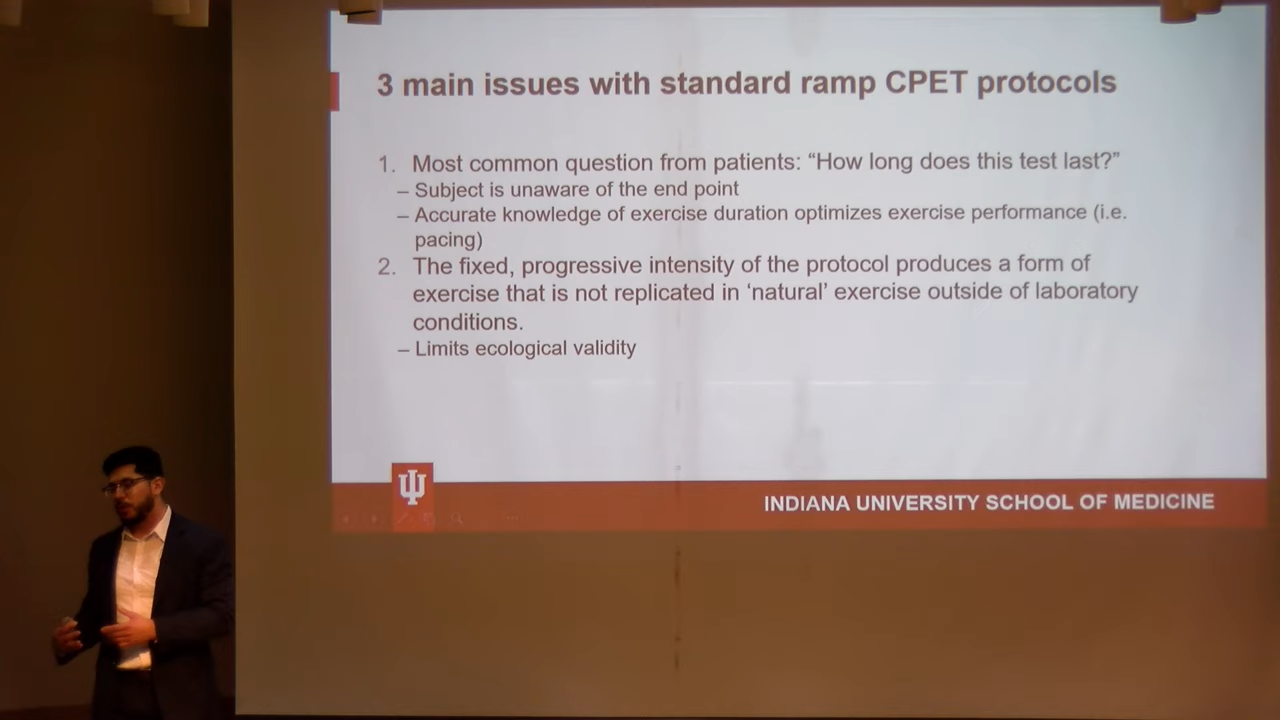 3 main issues with standard ramp CPET protocols
1. Most common question from patients: “How long does this test last?”
– Subject is unaware of the end point
– Accurate knowledge of exercise duration optimizes exercise performance (i.e.
pacing)
2. The fixed, progressive intensity of the protocol produces a form of
exercise that is not replicated in ‘natural’ exercise outside of laboratory
conditions.
– Limits ecological validity
INDIANA UNIVERSITY SCHOOL OF MEDICINE